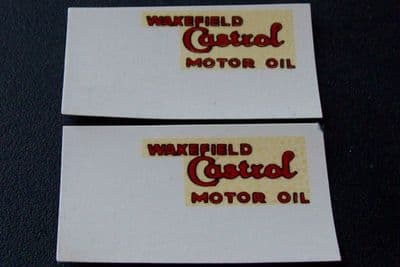 WAKEFIELD
Castrol
MOTOR OIL
WAKEFIELD
Castrol
MOTOR OIL